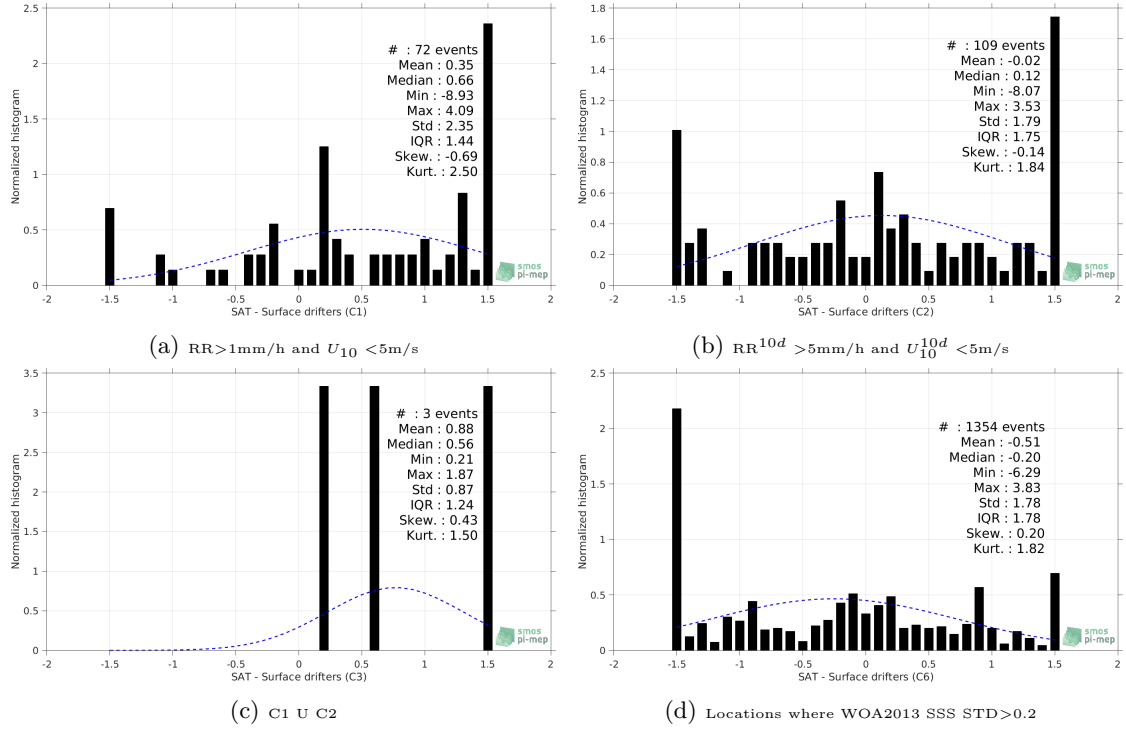 2.5
2
1.5
1
0.5
0
-2
-1.5
-1
-0.5
0
0.5
1
1.5
2
Normalized histogram
SAT - Surface drifters (C1)
# : 72 events
Mean : 0.35
Median : 0.66
Min : -8.93
Max : 4.09
Std : 2.35
IQR : 1.44
Skew. : -0.69
Kurt. : 2.50
smos
pi-mep
(a) RR>1mm/h and U10 <5m/s
1.8
1.6
1.4
1.2
1
0.8
0.6
0.4
0.2
0
-2
-1.5
-1
-0.5
0
0.5
1
1.5
2
Normalized histogram
SAT - Surface drifters (C2)
# : 109 events
Mean : -0.02
Median : 0.12
Min : -8.07
Max : 3.53
Std : 1.79
IQR : 1.75
Skew. : -0.14
Kurt. : 1.84
smos
pi-mep
(b) RR10d >5mm/h and U10 10d <5m/s
3.5
3
2.5
2
1.5
1
0.5
0
-2
-1.5
-1
-0.5
0
0.5
1
1.5
2
Normalized histogram
SAT - Surface drifters (C3)
# : 3 events
Mean : 0.88
Median : 0.56
Min : 0.21
Max : 1.87
Std : 0.87
IQR : 1.24
Skew. : 0.43
Kurt. : 1.50
smos
pi-mep
(c) C1 U C2
2.5
2
1.5
1
0.5
0
-2
-1.5
-1
-0.5
0
0.5
1
1.5
2
Normalized histogram
SAT - Surface drifters (C6)
# : 1354 events
Mean : -0.51
Median : -0.20
Min : -6.29
Max : 3.83
Std : 1.78
IQR : 1.78
Skew. : 0.20
Kurt. : 1.82
smos
pi-mep
(d) Locations where WOA2013 SSS STD>0.2